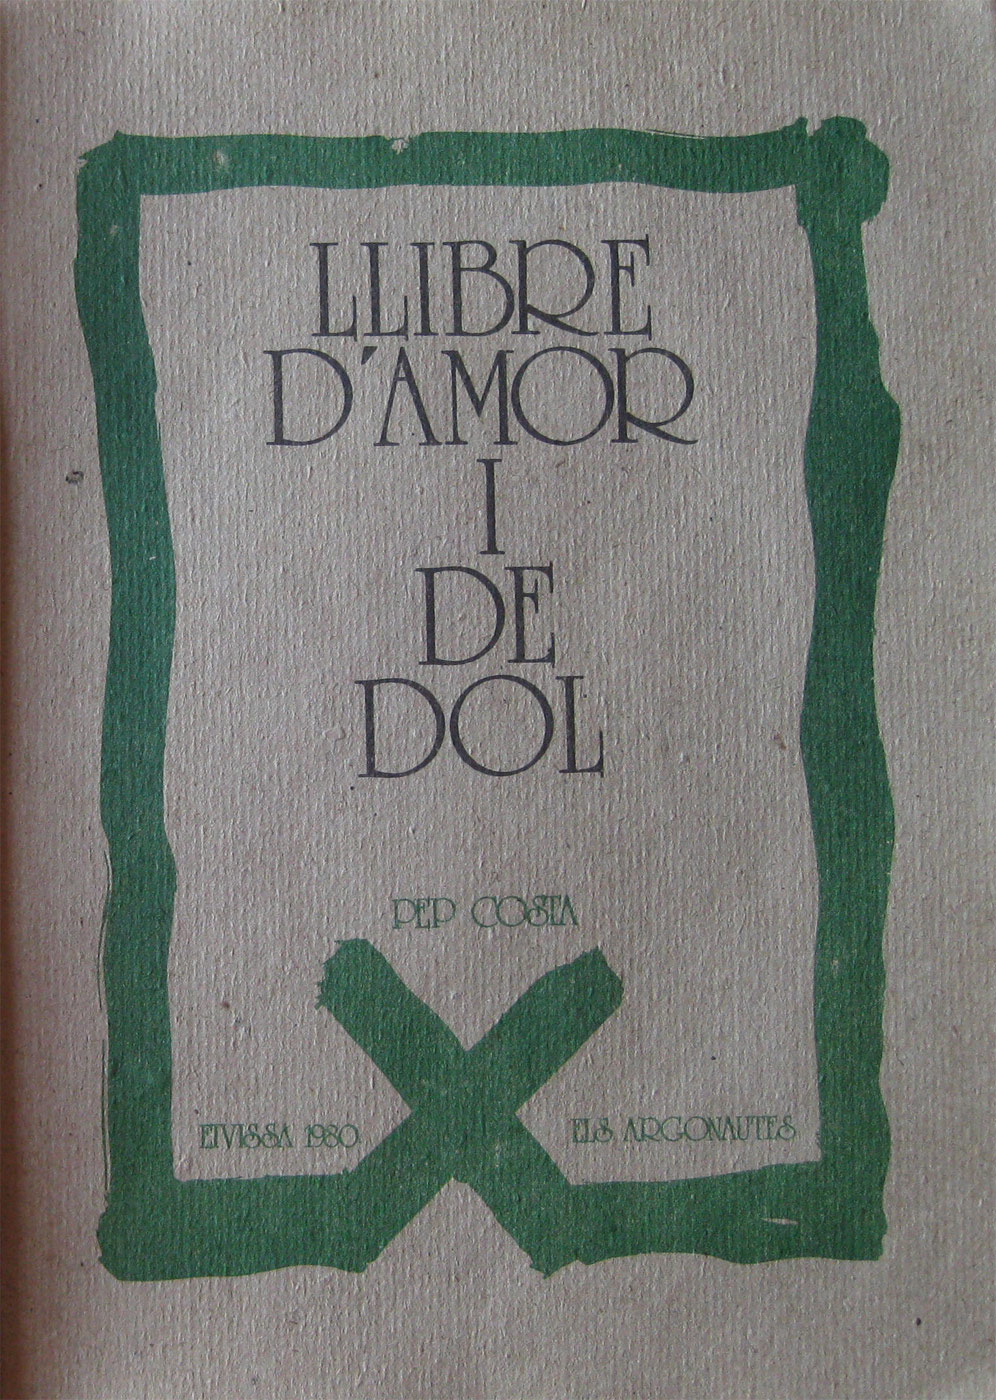 LLIBRE
D'AMOR
I
DE
DOL
PEP COSTA
EIVISSA 1980
ELS ARGONAUTES